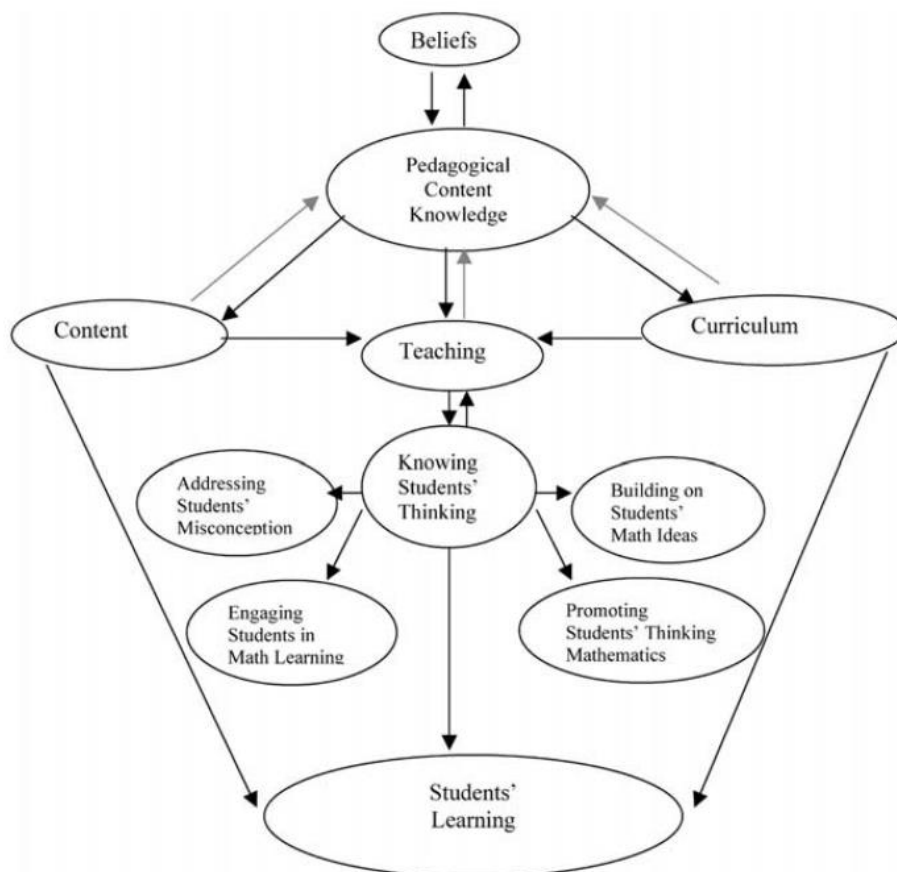 Beliefs
Pedagogical
Content
Knowledge
Content
Curriculum
Teaching
Knowing
Students'
Thinking
Addressing
Students'
Misconception
Building on
Students'
Math Ideas
Engaging
Students in
Math Learning
Promoting
Students' Thinking
Mathematics
Students'
Learning